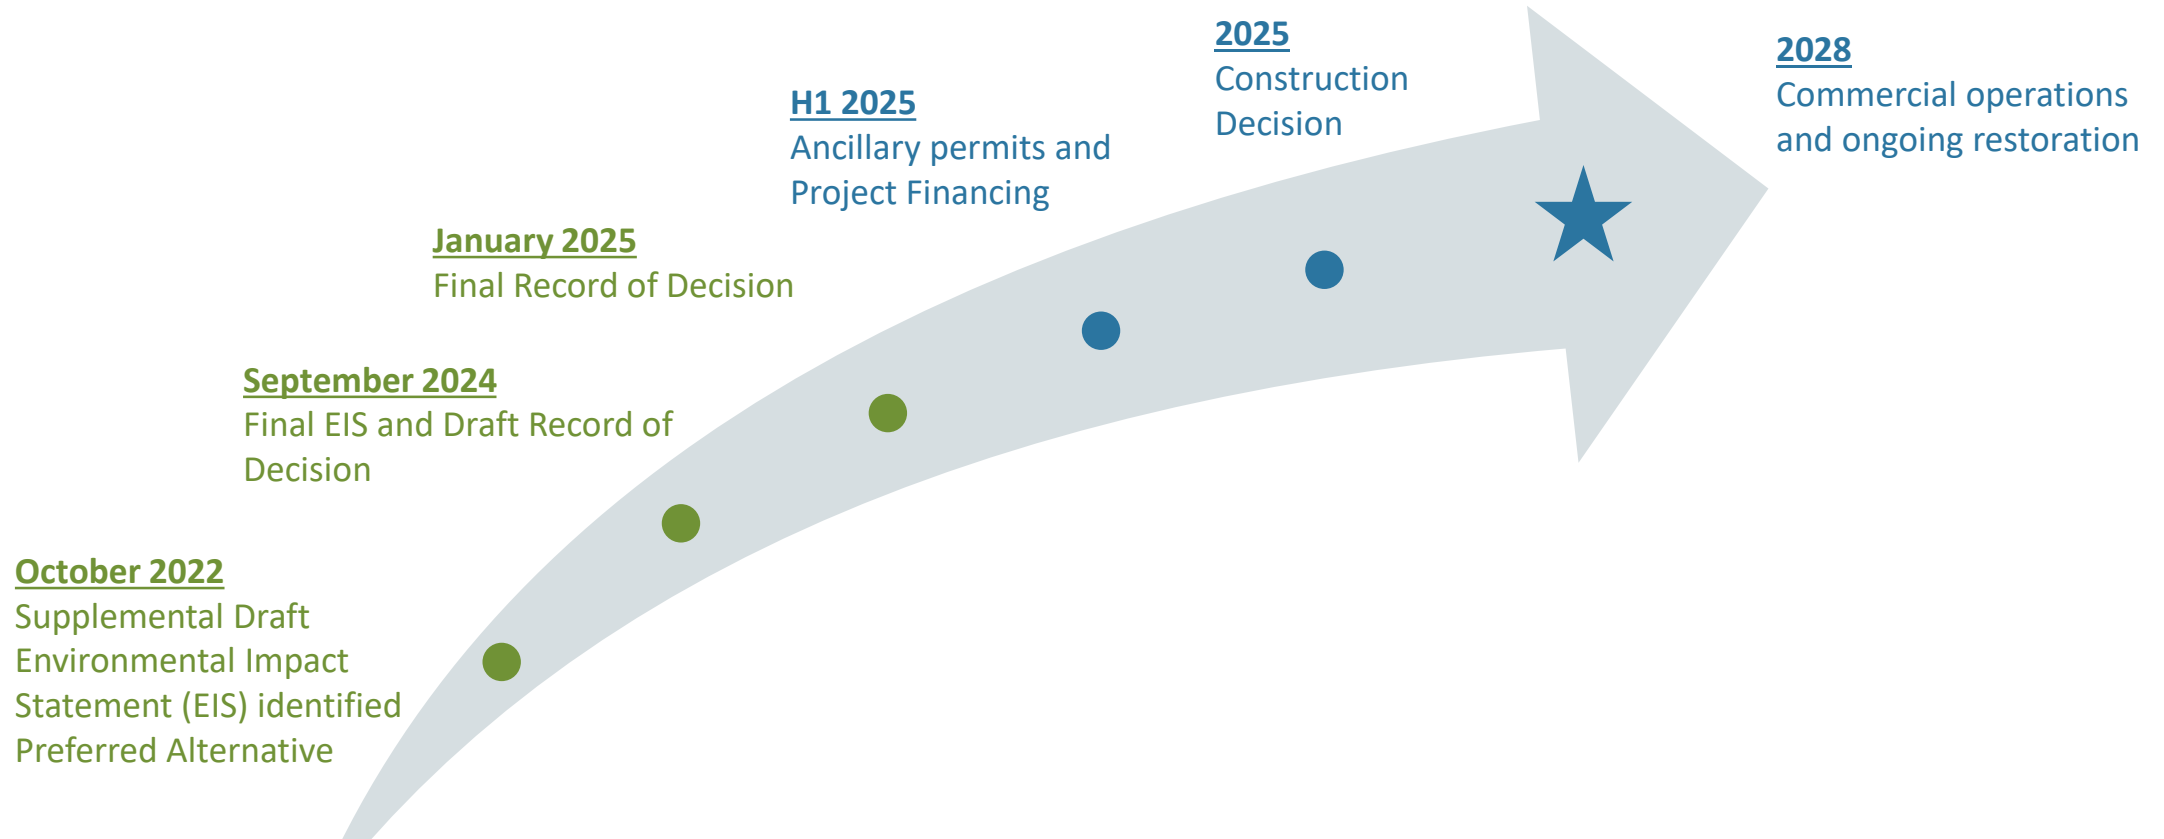 October 2022
Supplemental Draft
Environmental Impact
Statement (EIS) identified
Preferred Alternative
September 2024
Final EIS and Draft Record of
Decision
January 2025
Final Record of Decision
H1 2025
Ancillary permits and
Project Financing
2025
Construction
Decision
2028
Commercial operations
and ongoing restoration